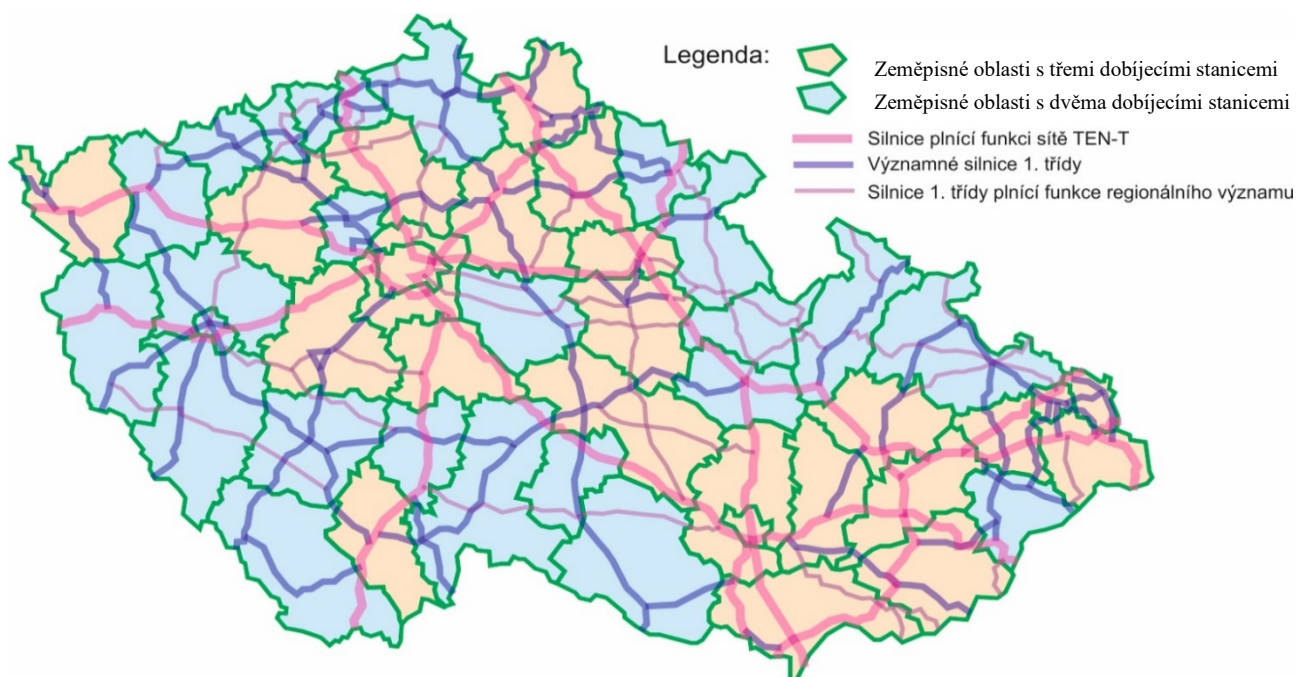 Legenda:
Zeměpisné oblasti s třemi dobíjecími stanicemi
Zeměpisné oblasti s dvěma dobíjecími stanicemi
Silnice plnící funkci sítě TEN-T
Významné silnice 1. třídy
Silnice 1. třídy plnící funkce regionálního významu